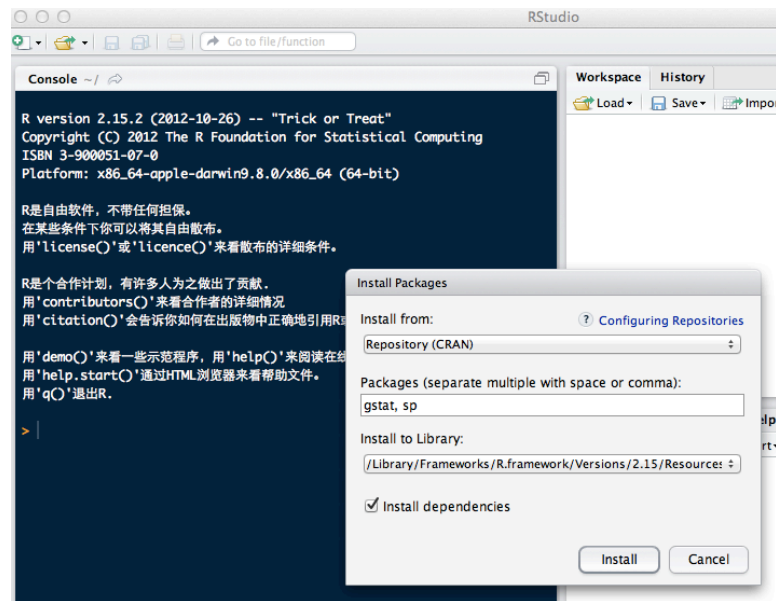 RStudio
Go to file/function
Console ~/
Workspace History
Load Save Impor
R version 2.15.2 (2012-10-26) -- "Trick or Treat"
Copyright (C) 2012 The R Foundation for Statistical Computing
ISBN 3-900051-07-0
Platform: x86_64-apple-darwin9.8.0/x86_64 (64-bit)
R是自由软件，不带任何担保。
在某些条件下你可以将其自由散布。
用'license()'或'licence()'来看散布的详细条件。
R是个合作计划，有许多人为之做出了贡献.
用'contributors()'来看合作者的详细情况
用'citation()'会告诉你如何在出版物中正确地引用R或
用'demo()'来看一些示范程序，用'help()'来阅读在线
用'help.start()'通过HTML浏览器来看帮助文件。
用'q()'退出R.
>
Install Packages
Install from:
? Configuring Repositories
Repository (CRAN)
Packages (separate multiple with space or comma):
gstat, sp
Install to Library:
/Library/Frameworks/R.framework/Versions/2.15/Resources
Install dependencies
Install Cancel
elp
rt